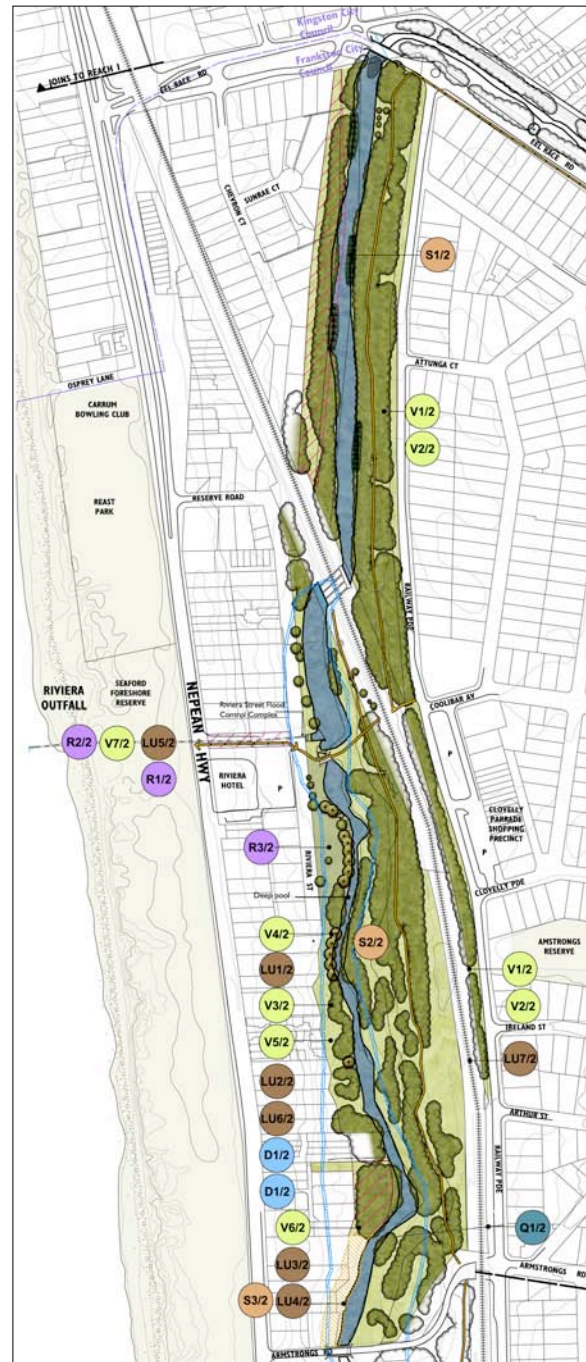 Kingston City
Council
Frankston City
Council
JOINS TO REACH 1
EEL RACE RD
EEL RACE RD
CHEVRON CT
SUNRAE CT
S1/2
ATTUNGA CT
OSPREY LANE
CARRUM
BOWLING CLUB
V1/2
V2/2
REAST
PARK
RESERVE ROAD
RAILWAY PDE
RIVIERA
OUTFALL
SEAFORD
FORESHORE
RESERVE
NEPEAN HWY
Riviera Street Flood
Control Complex
COOLIBAR AV
R2/2
V7/2
LU5/2
R1/2
RIVIERA
HOTEL
P
P
CLOVELLY
PARADE
SHOPPING
PRECINCT
P
R3/2
RIVIERA ST
Deep pool
CLOVELLY PDE
V4/2
S2/2
AMSTRONGS
RESERVE
LU1/2
V1/2
V3/2
V2/2
IRELAND ST
V5/2
LU7/2
LU2/2
LU6/2
ARTHUR ST
D1/2
RAILWAY PDE
D1/2
V6/2
Q1/2
LU3/2
ARMSTRONGS RD
S3/2
LU4/2
ARMSTRONGS RD